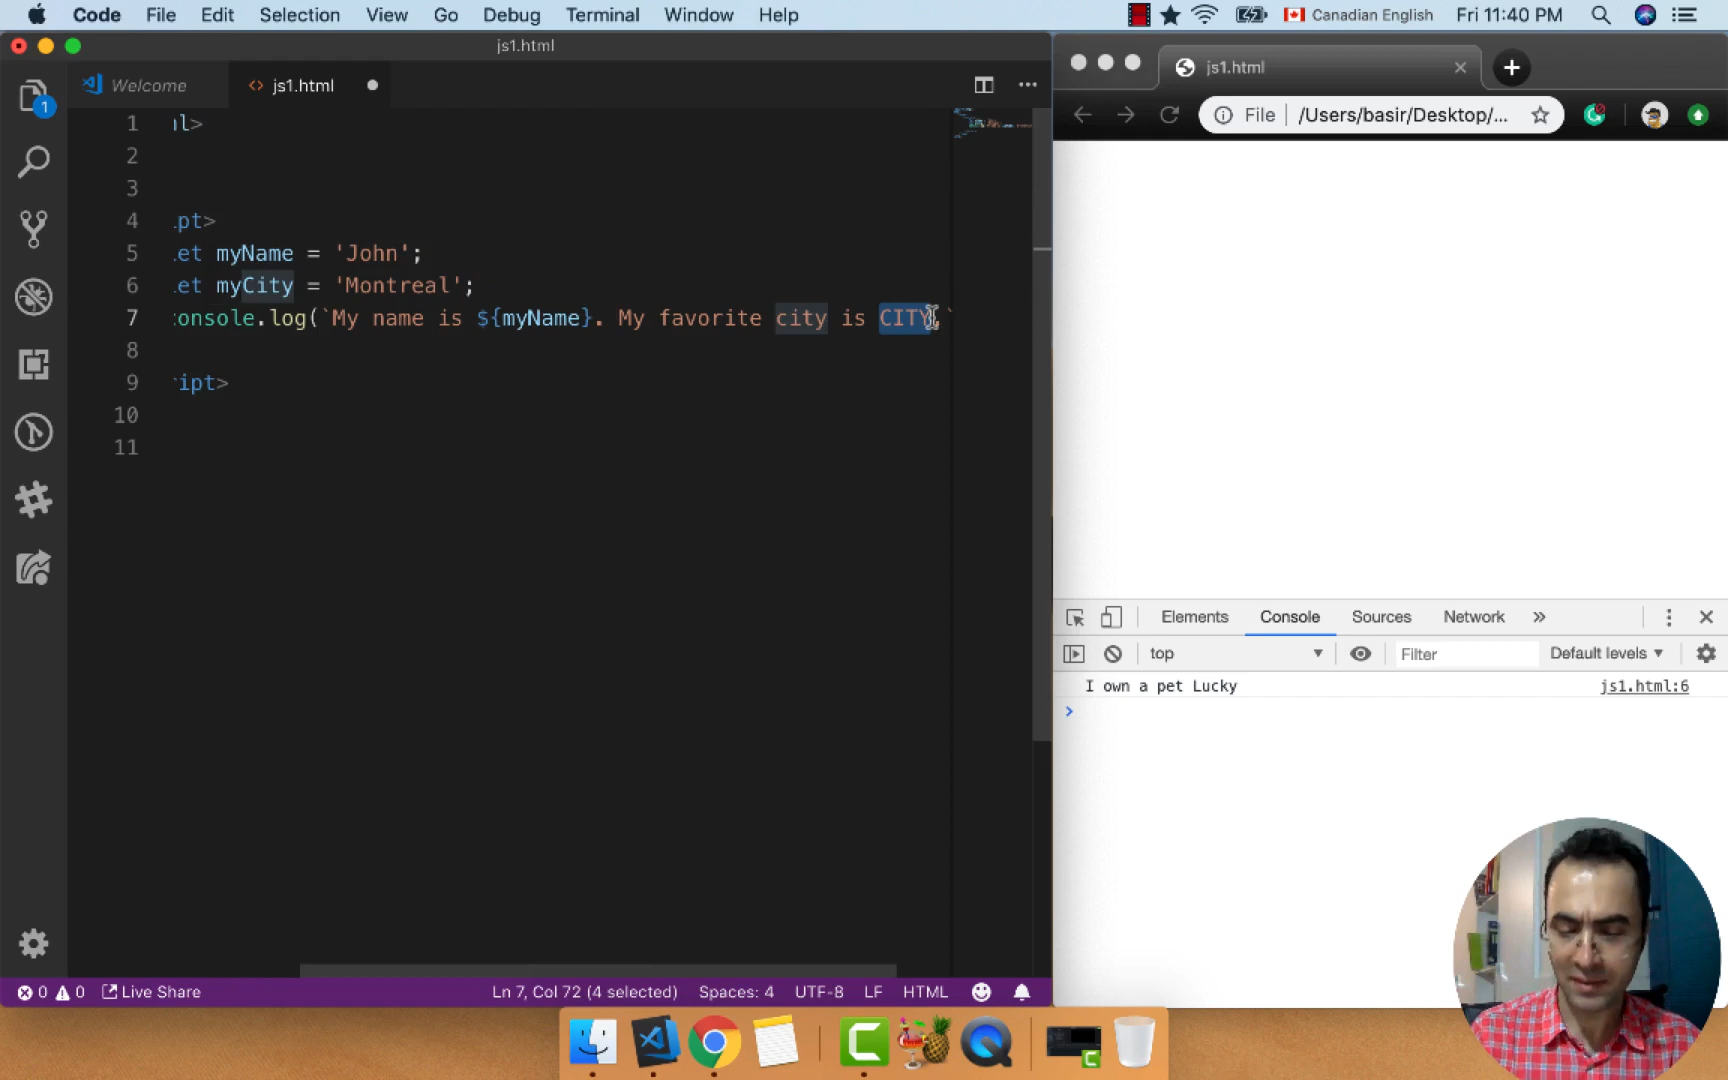 Code File Edit Selection View Go Debug Terminal Window Help
Canadian English Fri 11:40 PM
js1.html
Welcome
js1.html
js1.html
File
/Users/basir/Desktop/...
1
1 nl>
2
3
4 ipt>
5 et myName = 'John';
6 et myCity = 'Montreal';
7 console.log(`My name is ${myName}. My favorite city is CITY.`
8
9 ript>
10
11
Elements Console Sources Network »
top Filter Default levels
I own a pet Lucky js1.html:6
>
0 0 Live Share Ln 7, Col 72 (4 selected) Spaces: 4 UTF-8 LF HTML